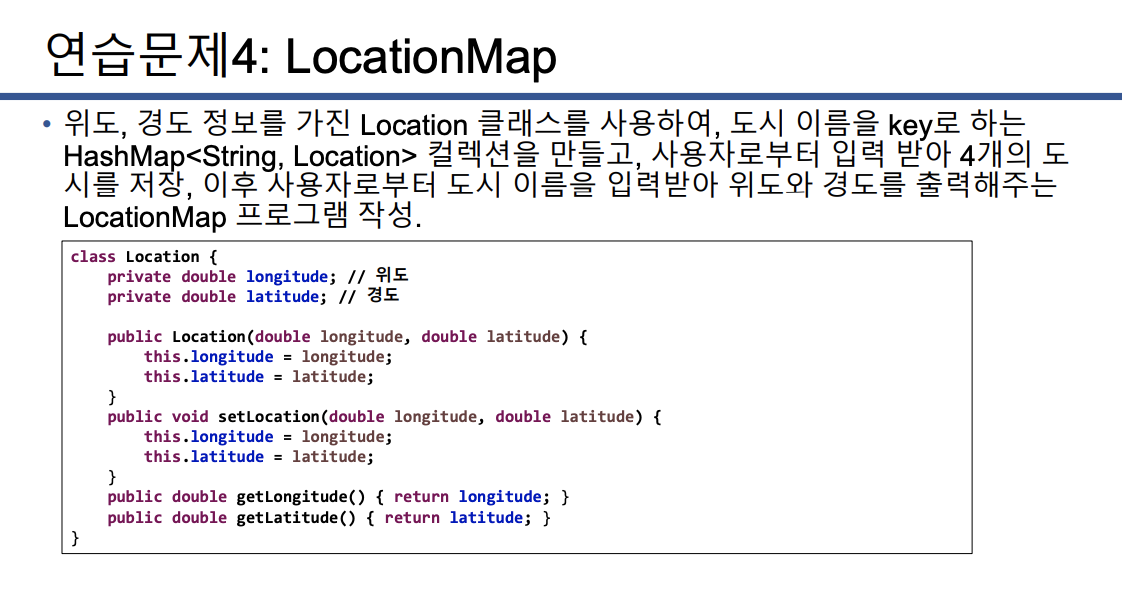 연습문제4: LocationMap
• 위도, 경도 정보를 가진 Location 클래스를 사용하여, 도시 이름을 key로 하는
HashMap<String, Location> 컬렉션을 만들고, 사용자로부터 입력 받아 4개의 도
시를 저장, 이후 사용자로부터 도시 이름을 입력받아 위도와 경도를 출력해주는
LocationMap 프로그램 작성.
class Location {
    private double longitude; // 위도
    private double latitude; // 경도
    public Location(double longitude, double latitude) {
        this.longitude = longitude;
        this.latitude = latitude;
    }
    public void setLocation(double longitude, double latitude) {
        this.longitude = longitude;
        this.latitude = latitude;
    }
    public double getLongitude() { return longitude; }
    public double getLatitude() { return latitude; }
}